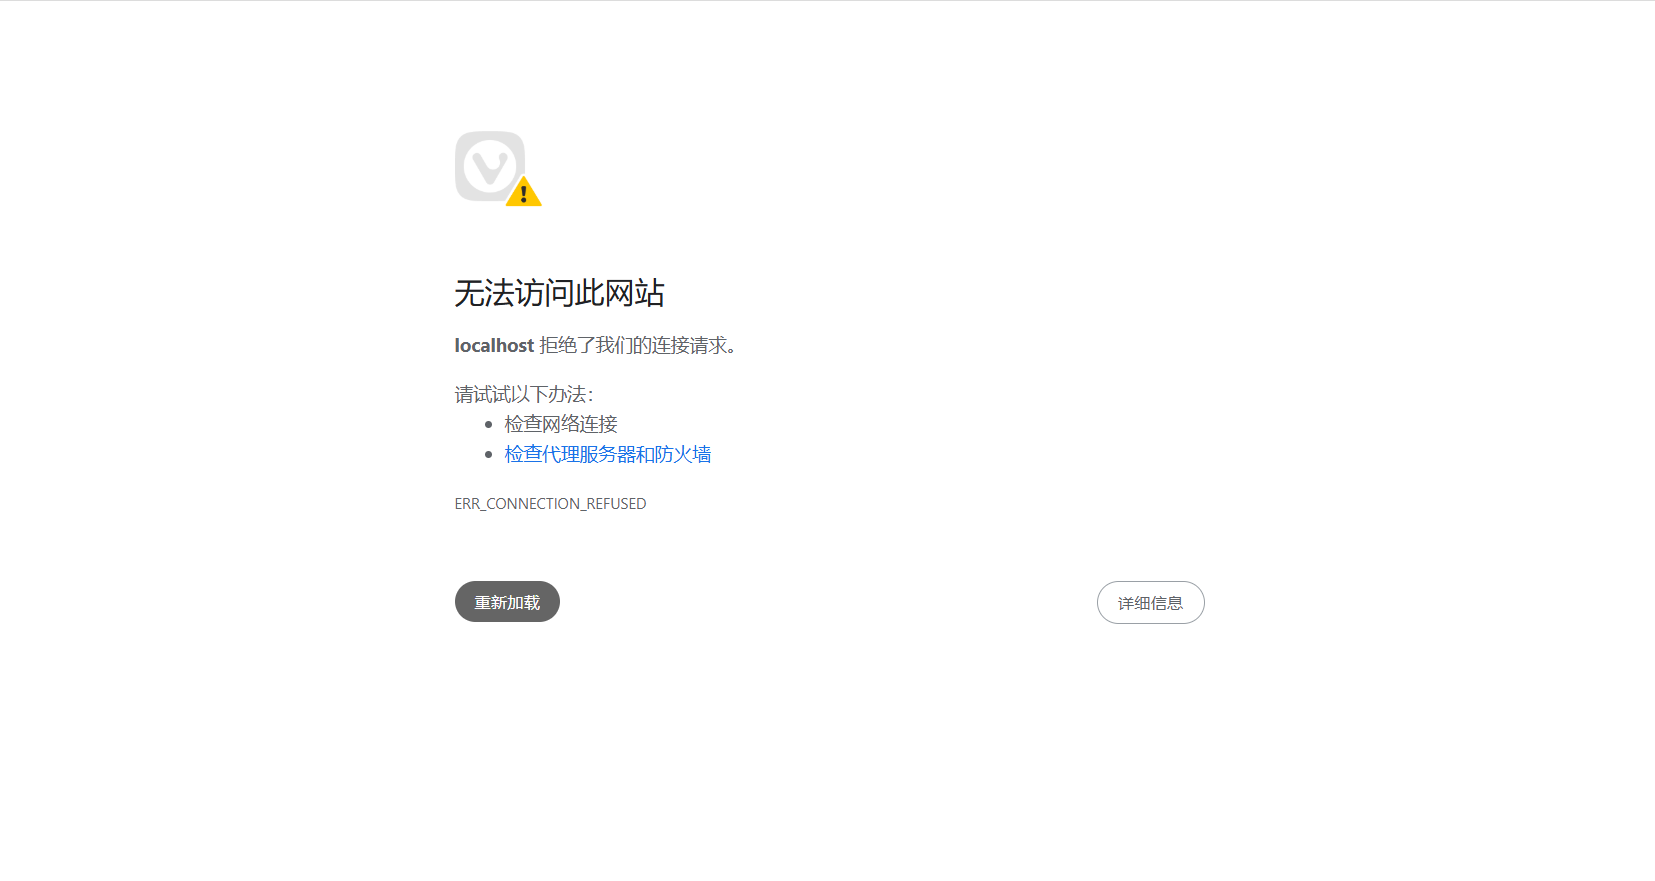 无法访问此网站
localhost 拒绝了我们的连接请求。
请试试以下办法：
检查网络连接
检查代理服务器和防火墙
ERR_CONNECTION_REFUSED
重新加载
详细信息